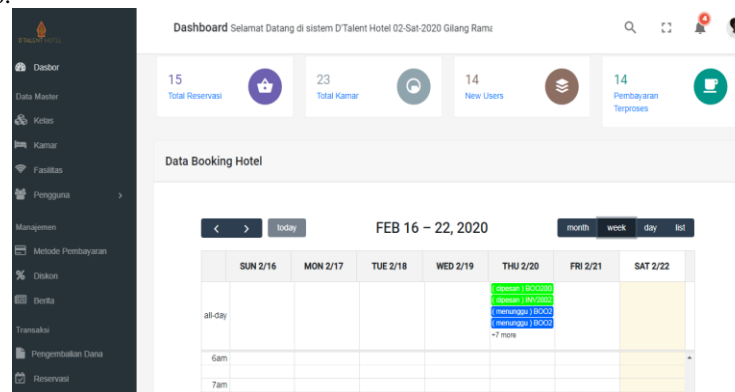 D'TALENT HOTEL
Dashboard Selamat Datang di sistem D'Talent Hotel 02-Sat-2020 Gilang Rama
4
Dasbor
Data Master
Kelas
Kamar
Fasilitas
Pengguna >
Manajemen
Metode Pembayaran
Diskon
Berita
Transaksi
Pengembalian Dana
Reservasi
15
Total Reservasi
23
Total Kamar
14
New Users
14
Pembayaran
Terproses
Data Booking Hotel
< > today
FEB 16 – 22, 2020
month week day list
SUN 2/16 MON 2/17 TUE 2/18 WED 2/19 THU 2/20 FRI 2/21 SAT 2/22
all-day
( dipesan ) BOO200
( dipesan ) INV2002
( menunggu ) BOO2
( menunggu ) BOO2
+7 more
6am
7am